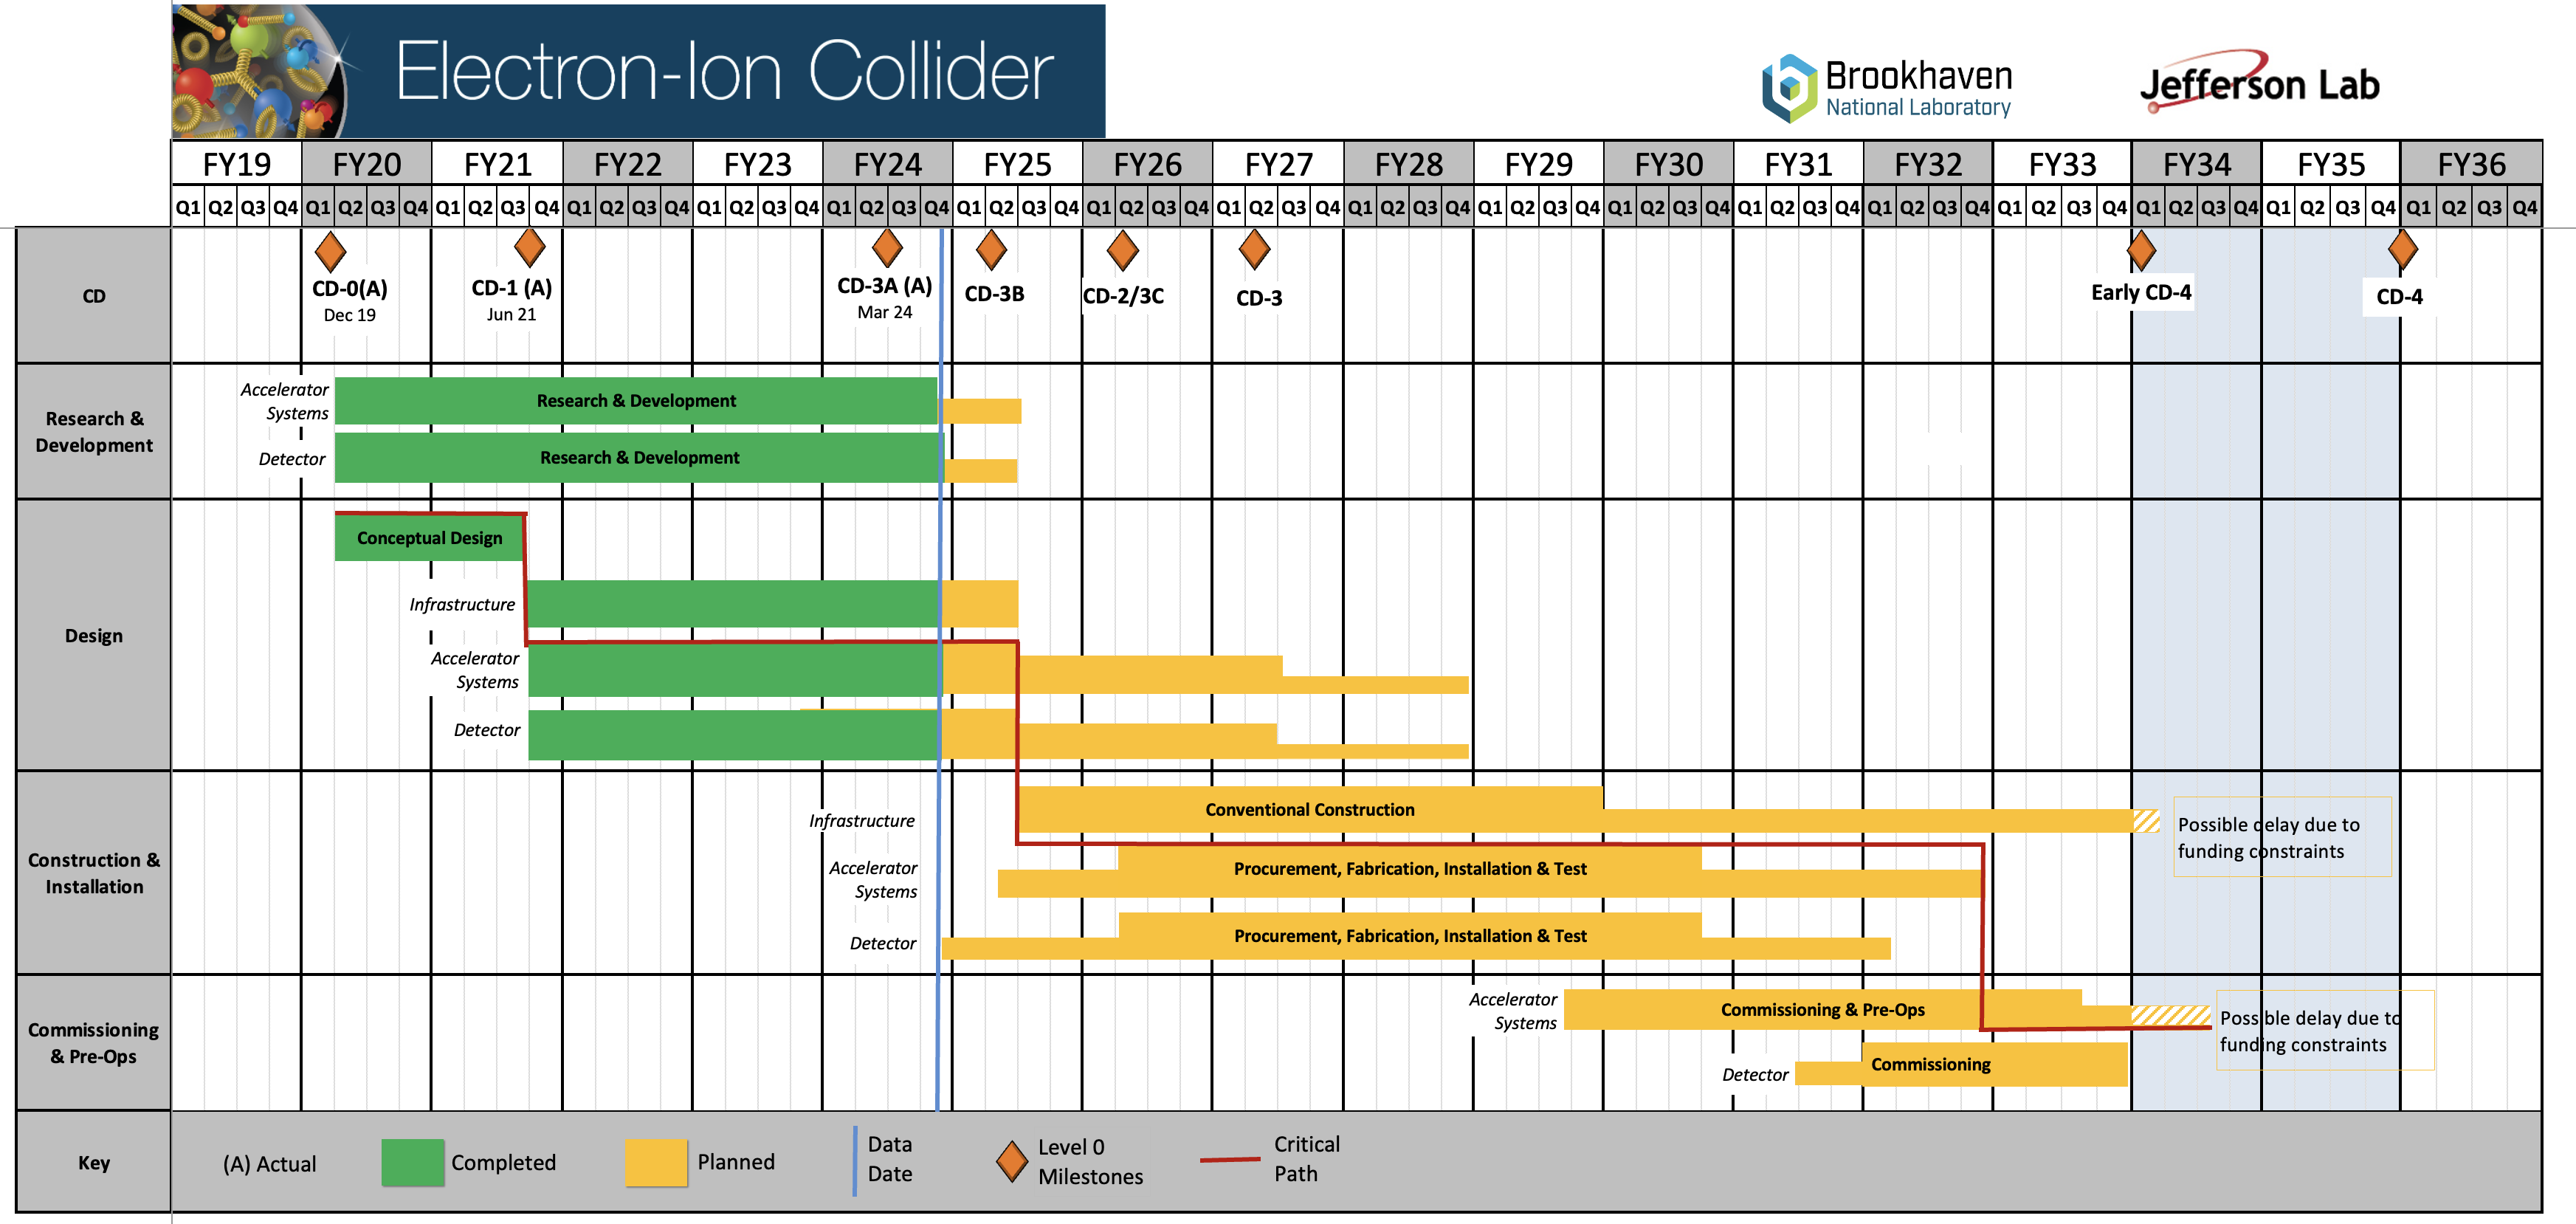 Electron-Ion Collider
Brookhaven
National Laboratory
Jefferson Lab
FY19 FY20 FY21 FY22 FY23 FY24 FY25 FY26 FY27 FY28 FY29 FY30 FY31 FY32 FY33 FY34 FY35 FY36
Q1 Q2 Q3 Q4 Q1 Q2 Q3 Q4 Q1 Q2 Q3 Q4 Q1 Q2 Q3 Q4 Q1 Q2 Q3 Q4 Q1 Q2 Q3 Q4 Q1 Q2 Q3 Q4 Q1 Q2 Q3 Q4 Q1 Q2 Q3 Q4 Q1 Q2 Q3 Q4 Q1 Q2 Q3 Q4 Q1 Q2 Q3 Q4 Q1 Q2 Q3 Q4 Q1 Q2 Q3 Q4 Q1 Q2 Q3 Q4 Q1 Q2 Q3 Q4 Q1 Q2 Q3 Q4 Q1 Q2 Q3 Q4
CD
CD-0(A)
Dec 19
CD-1 (A)
Jun 21
CD-3A (A)
Mar 24
CD-3B
CD-2/3C
CD-3
Early CD-4
CD-4
Research &
Development
Accelerator
Systems
Research & Development
Detector
Research & Development
Design
Conceptual Design
Infrastructure
Accelerator
Systems
Detector
Construction &
Installation
Infrastructure
Conventional Construction
Possible delay due to
funding constraints
Accelerator
Systems
Procurement, Fabrication, Installation & Test
Detector
Procurement, Fabrication, Installation & Test
Commissioning
& Pre-Ops
Accelerator
Systems
Commissioning & Pre-Ops
Possible delay due to
funding constraints
Detector
Commissioning
Key
(A) Actual
Completed
Planned
Data
Date
Level 0
Milestones
Critical
Path